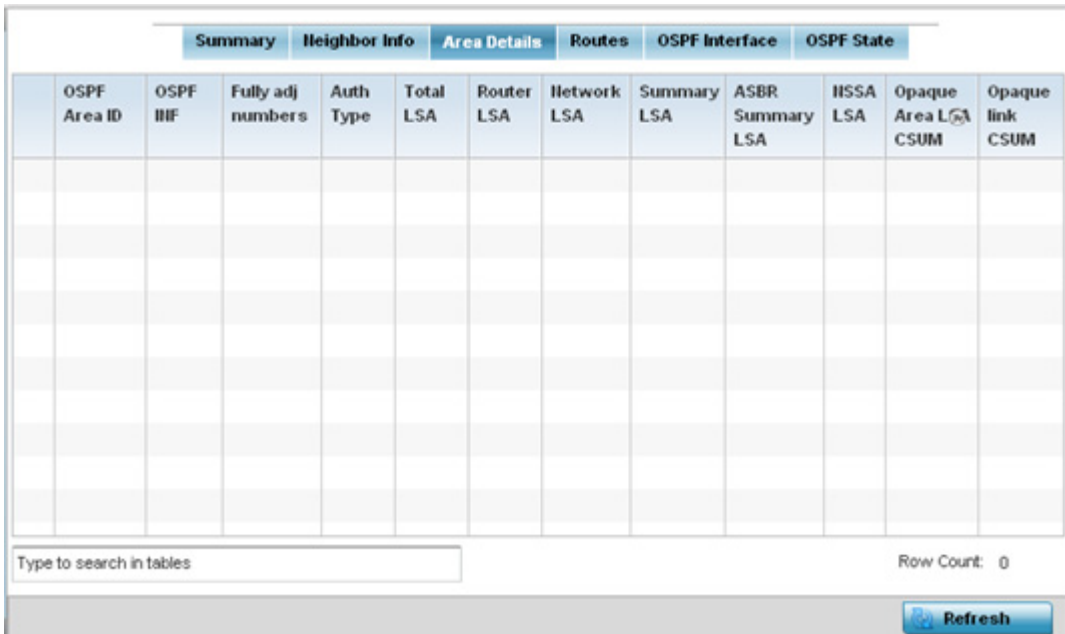 Summary Neighbor Info Area Details Routes OSPF Interface OSPF State
OSPF Area ID
OSPF INF
Fully adj numbers
Auth Type
Total LSA
Router LSA
Network LSA
Summary LSA
ASBR Summary LSA
NSSA LSA
Opaque Area LSA CSUM
Opaque link CSUM
Type to search in tables
Row Count: 0
Refresh